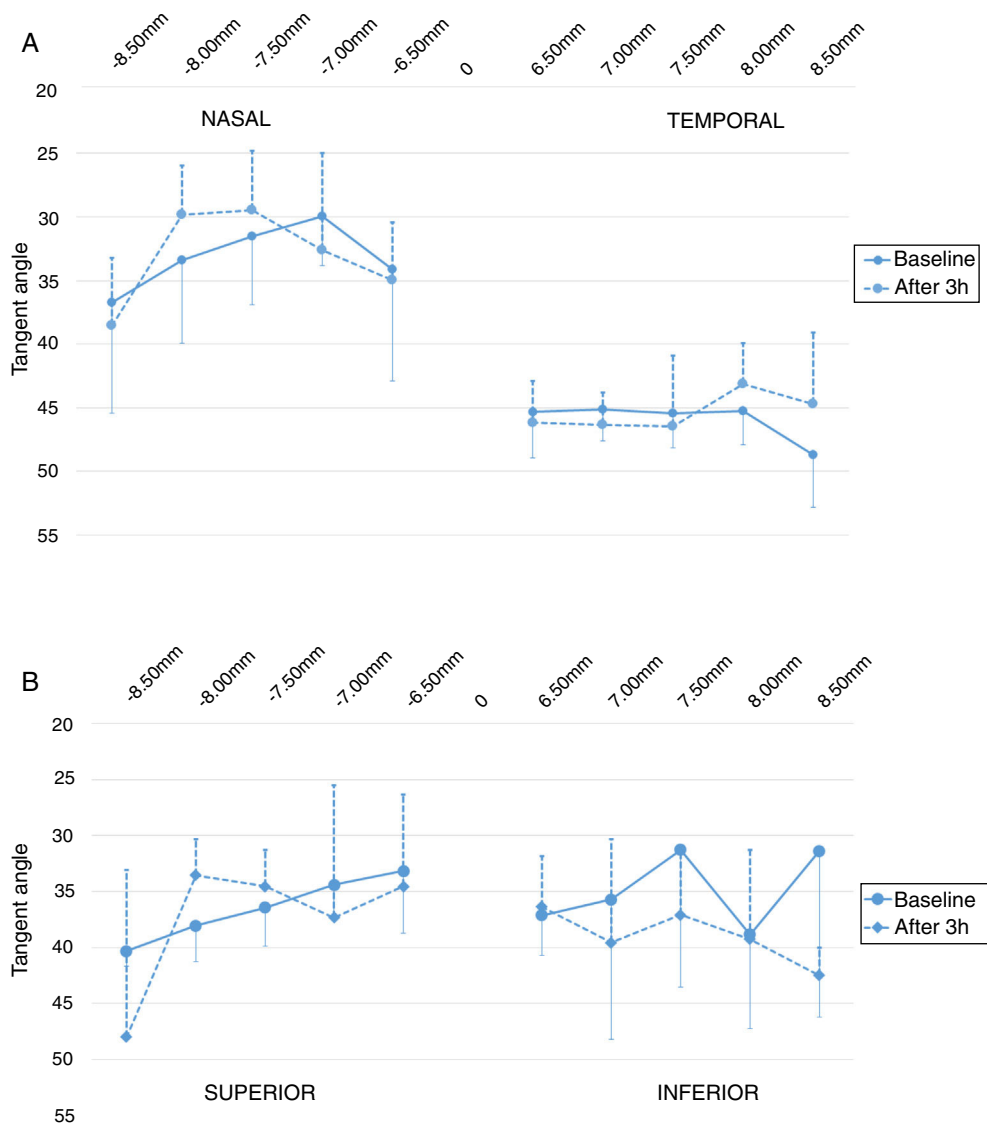 A
-8.50mm
-8.00mm
-7.50mm
-7.00mm
-6.50mm
0
6.50mm
7.00mm
7.50mm
8.00mm
8.50mm
20
NASAL
TEMPORAL
25
30
35
40
45
50
55
Tangent angle
Baseline
After 3h
B
-8.50mm
-8.00mm
-7.50mm
-7.00mm
-6.50mm
0
6.50mm
7.00mm
7.50mm
8.00mm
8.50mm
20
25
30
35
40
45
50
55
Tangent angle
Baseline
After 3h
SUPERIOR
INFERIOR